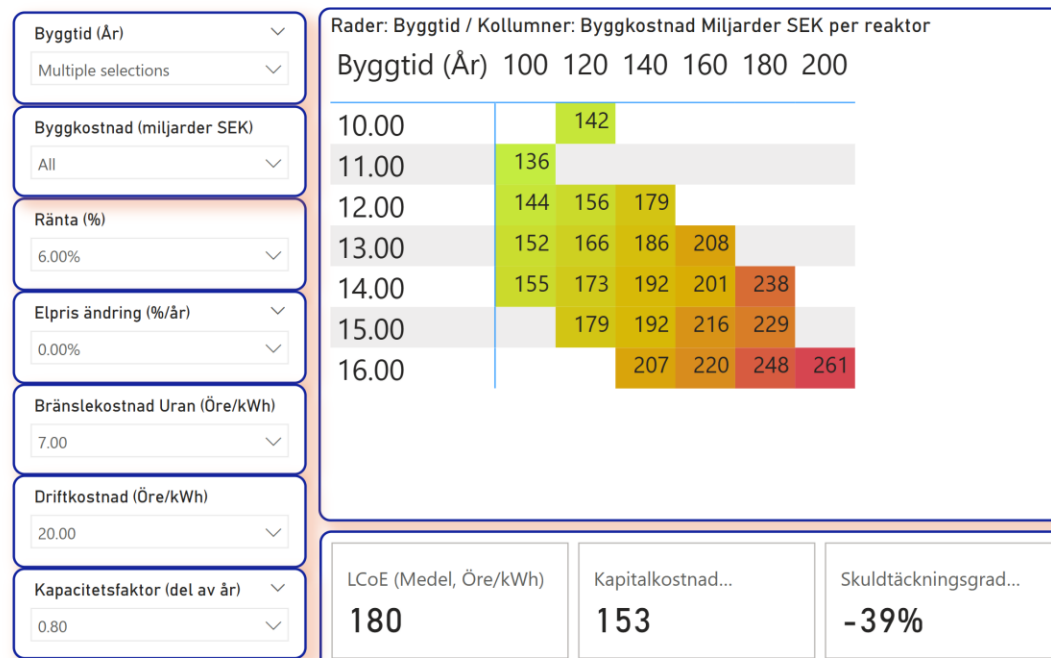 Byggtid (År)
Multiple selections
Byggkostnad (miljarder SEK)
All
Ränta (%)
6.00%
Elpris ändring (%/år)
0.00%
Bränslekostnad Uran (Öre/kWh)
7.00
Driftkostnad (Öre/kWh)
20.00
Kapacitetsfaktor (del av år)
0.80
Rader: Byggtid / Kollumner: Byggkostnad Miljarder SEK per reaktor
Byggtid (År) 100 120 140 160 180 200
10.00 142
11.00 136
12.00 144 156 179
13.00 152 166 186 208
14.00 155 173 192 201 238
15.00 179 192 216 229
16.00 207 220 248 261
LCoE (Medel, Öre/kWh)
180
Kapitalkostnad...
153
Skuldtäckningsgrad...
-39%